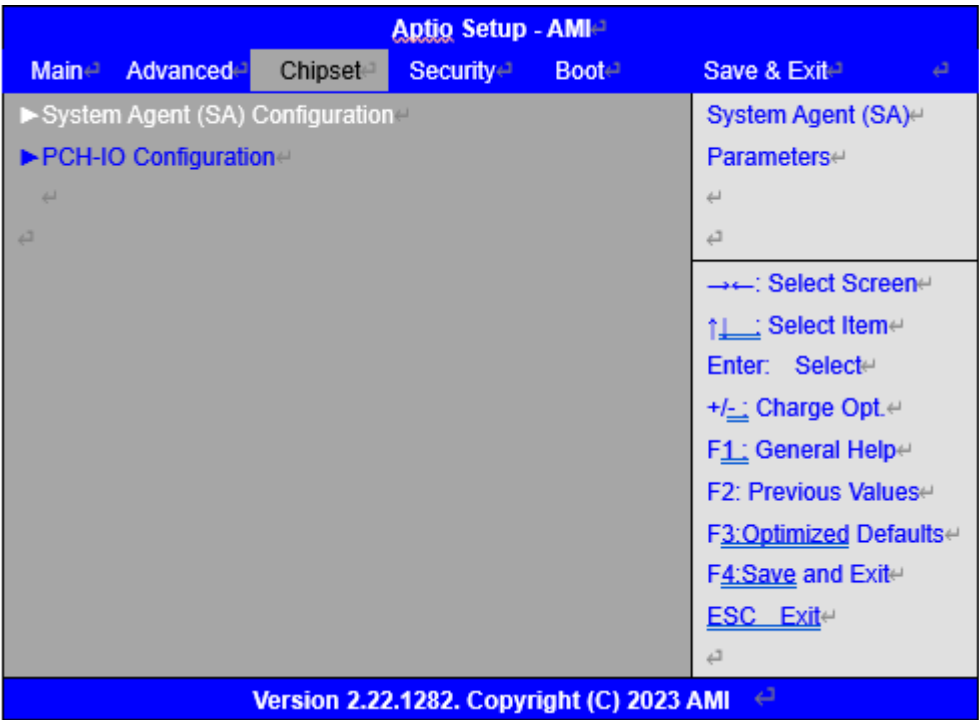 Aptio Setup - AMI↵
Main↵ Advanced↵ Chipset↵ Security↵ Boot↵ Save & Exit↵ ↵
►System Agent (SA) Configuration↵
►PCH-IO Configuration↵
↵
↵
System Agent (SA)↵
Parameters↵
↵
↵
→←: Select Screen↵
↑↓ : Select Item↵
Enter: Select↵
+/- : Charge Opt.↵
F1 : General Help↵
F2: Previous Values↵
F3:Optimized Defaults↵
F4:Save and Exit↵
ESC Exit↵
↵
Version 2.22.1282. Copyright (C) 2023 AMI ↵